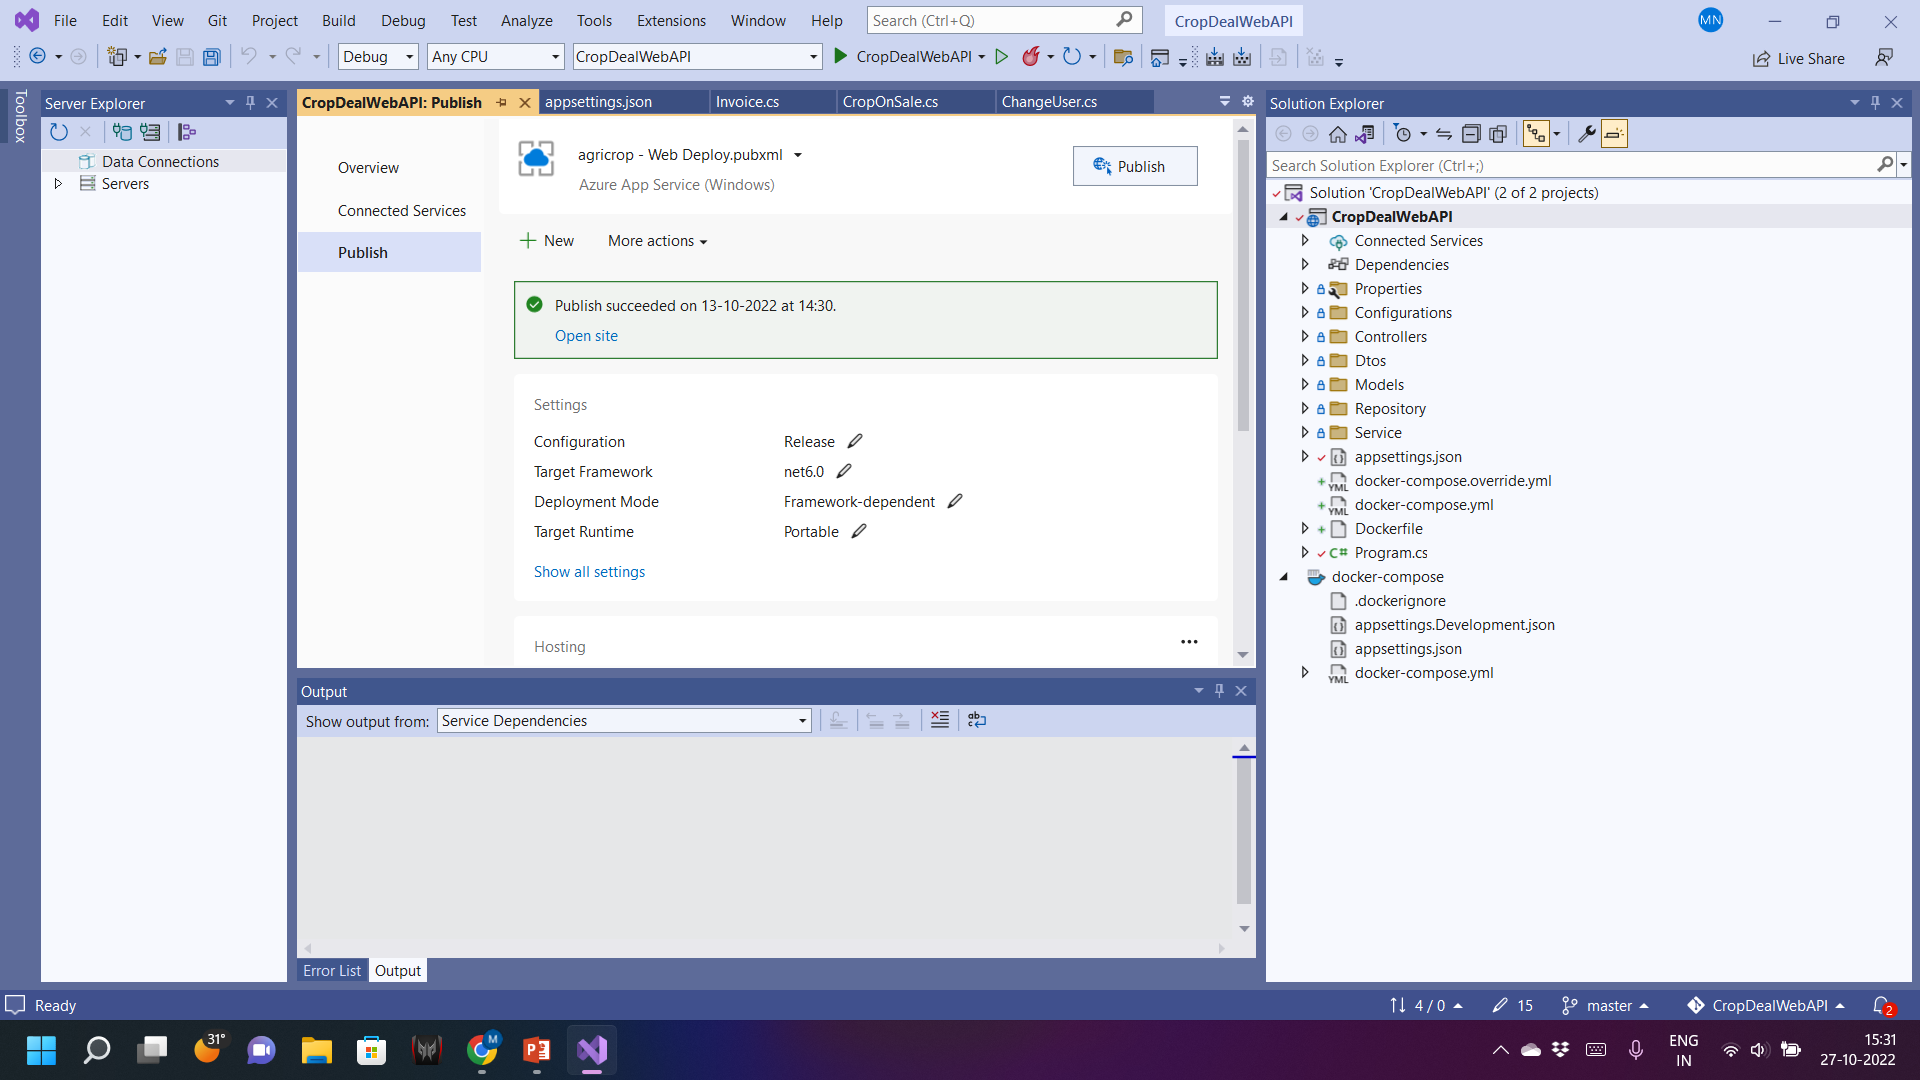 File Edit View Git Project Build Debug Test Analyze Tools Extensions Window Help Search (Ctrl+Q) CropDealWebAPI MN
Debug Any CPU CropDealWebAPI CropDealWebAPI Live Share
Toolbox
Server Explorer
Data Connections
Servers
CropDealWebAPI: Publish appsettings.json Invoice.cs CropOnSale.cs ChangeUser.cs
Overview
Connected Services
Publish
agricrop - Web Deploy.pubxml
Azure App Service (Windows)
Publish
New More actions
Publish succeeded on 13-10-2022 at 14:30.
Open site
Settings
Configuration Release
Target Framework net6.0
Deployment Mode Framework-dependent
Target Runtime Portable
Show all settings
Hosting
Output
Show output from: Service Dependencies
Error List Output
Solution Explorer
Search Solution Explorer (Ctrl+;)
Solution 'CropDealWebAPI' (2 of 2 projects)
CropDealWebAPI
Connected Services
Dependencies
Properties
Configurations
Controllers
Dtos
Models
Repository
Service
appsettings.json
YML docker-compose.override.yml
YML docker-compose.yml
Dockerfile
C# Program.cs
docker-compose
.dockerignore
appsettings.Development.json
appsettings.json
YML docker-compose.yml
Ready 4 / 0 15 master CropDealWebAPI 2
31° M P ENG IN 15:31
27-10-2022